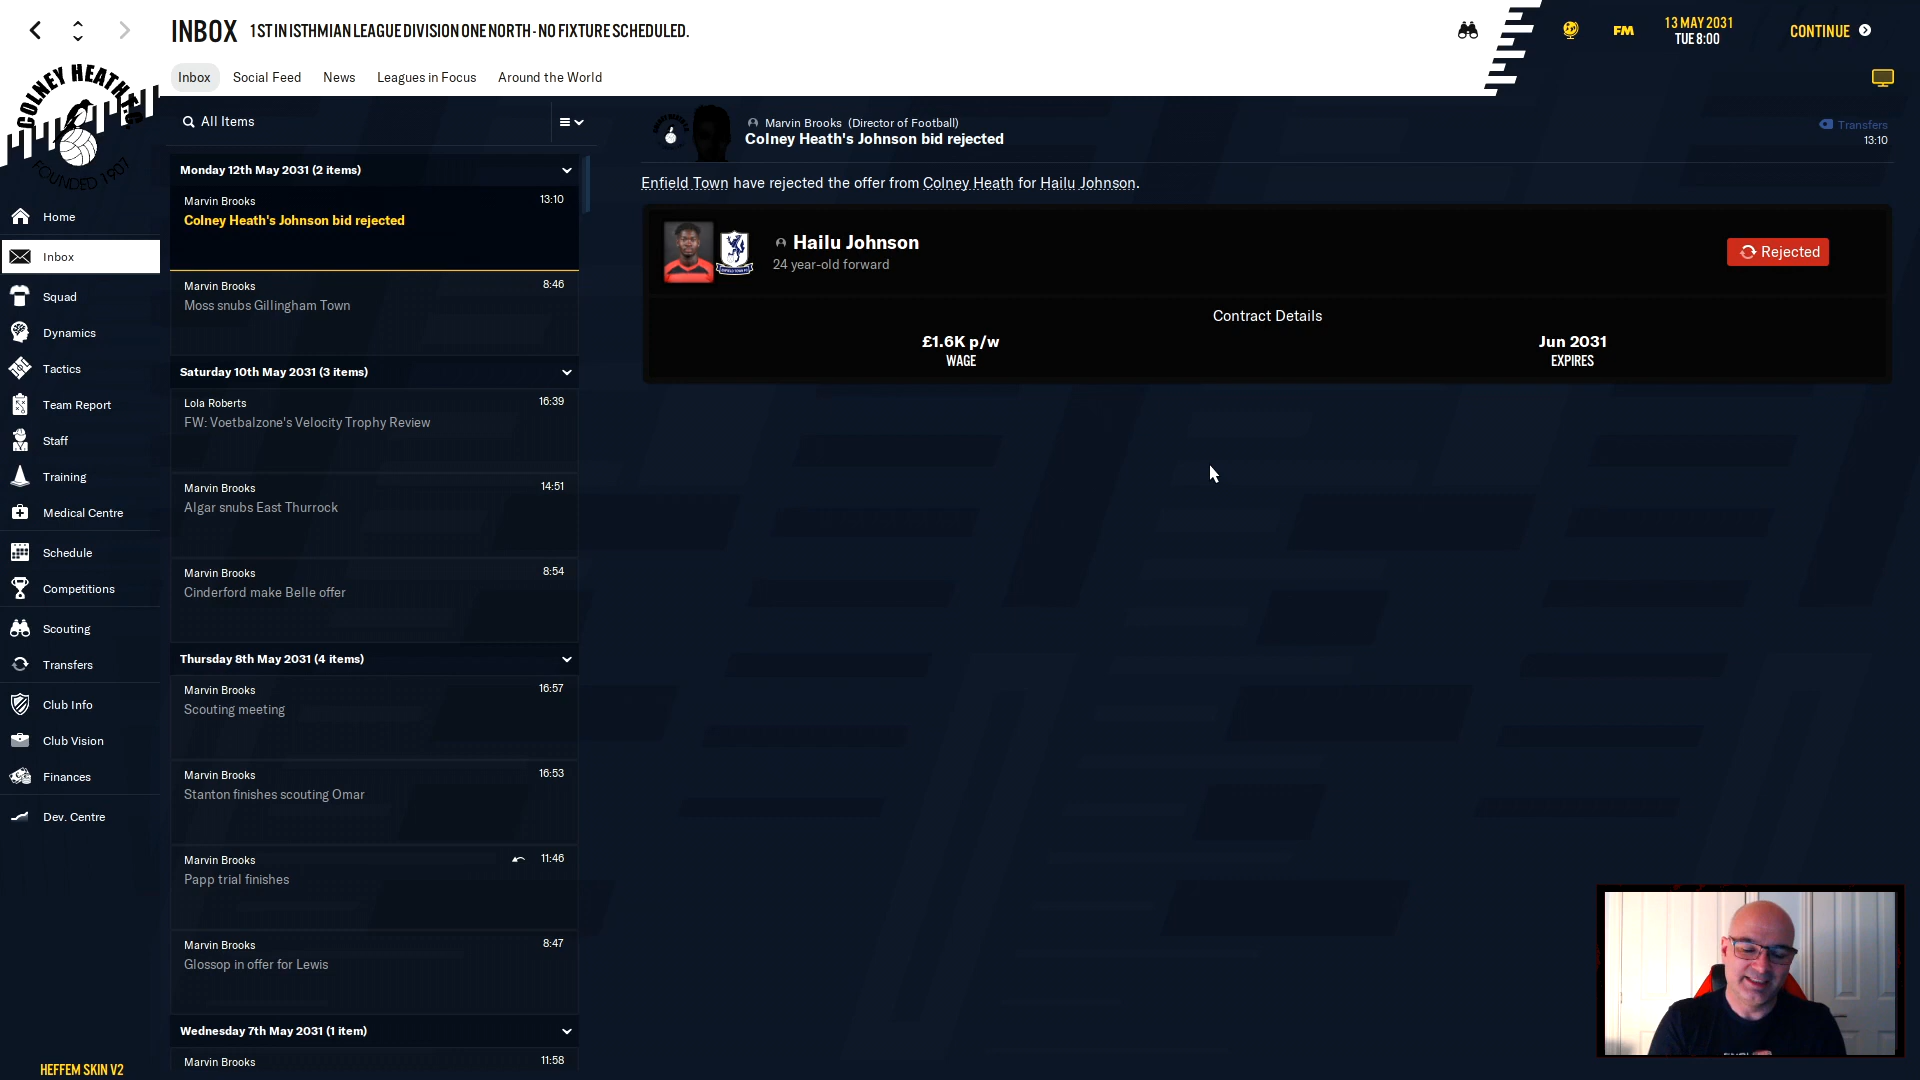 INBOX
1ST IN ISTHMIAN LEAGUE DIVISION ONE NORTH - NO FIXTURE SCHEDULED.
FM
13 MAY 2031
TUE 8:00
CONTINUE
Inbox
Social Feed
News
Leagues in Focus
Around the World
COLNEY HEATH F.C.
FOUNDED 1907
Home
Inbox
Squad
Dynamics
Tactics
Team Report
Staff
Training
Medical Centre
Schedule
Competitions
Scouting
Transfers
Club Info
Club Vision
Finances
Dev. Centre
HEFFEM SKIN V2
All Items
Monday 12th May 2031 (2 items)
Marvin Brooks 13:10
Colney Heath's Johnson bid rejected
Marvin Brooks 8:46
Moss snubs Gillingham Town
Saturday 10th May 2031 (3 items)
Lola Roberts 16:39
FW: Voetbalzone's Velocity Trophy Review
Marvin Brooks 14:51
Algar snubs East Thurrock
Marvin Brooks 8:54
Cinderford make Belle offer
Thursday 8th May 2031 (4 items)
Marvin Brooks 16:57
Scouting meeting
Marvin Brooks 16:53
Stanton finishes scouting Omar
Marvin Brooks 11:46
Papp trial finishes
Marvin Brooks 8:47
Glossop in offer for Lewis
Wednesday 7th May 2031 (1 item)
Marvin Brooks 11:58
Marvin Brooks (Director of Football)
Colney Heath's Johnson bid rejected
Transfers
13:10
Enfield Town have rejected the offer from Colney Heath for Hailu Johnson.
Hailu Johnson
24 year-old forward
Rejected
Contract Details
£1.6K p/w
WAGE
Jun 2031
EXPIRES